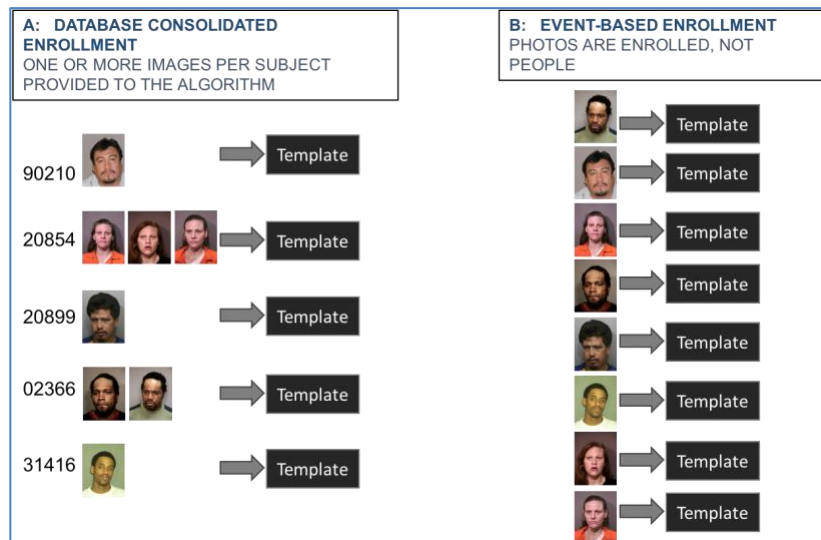 A: DATABASE CONSOLIDATED
ENROLLMENT
ONE OR MORE IMAGES PER SUBJECT
PROVIDED TO THE ALGORITHM
90210
Template
20854
Template
20899
Template
02366
Template
31416
Template
B: EVENT-BASED ENROLLMENT
PHOTOS ARE ENROLLED, NOT
PEOPLE
Template
Template
Template
Template
Template
Template
Template
Template